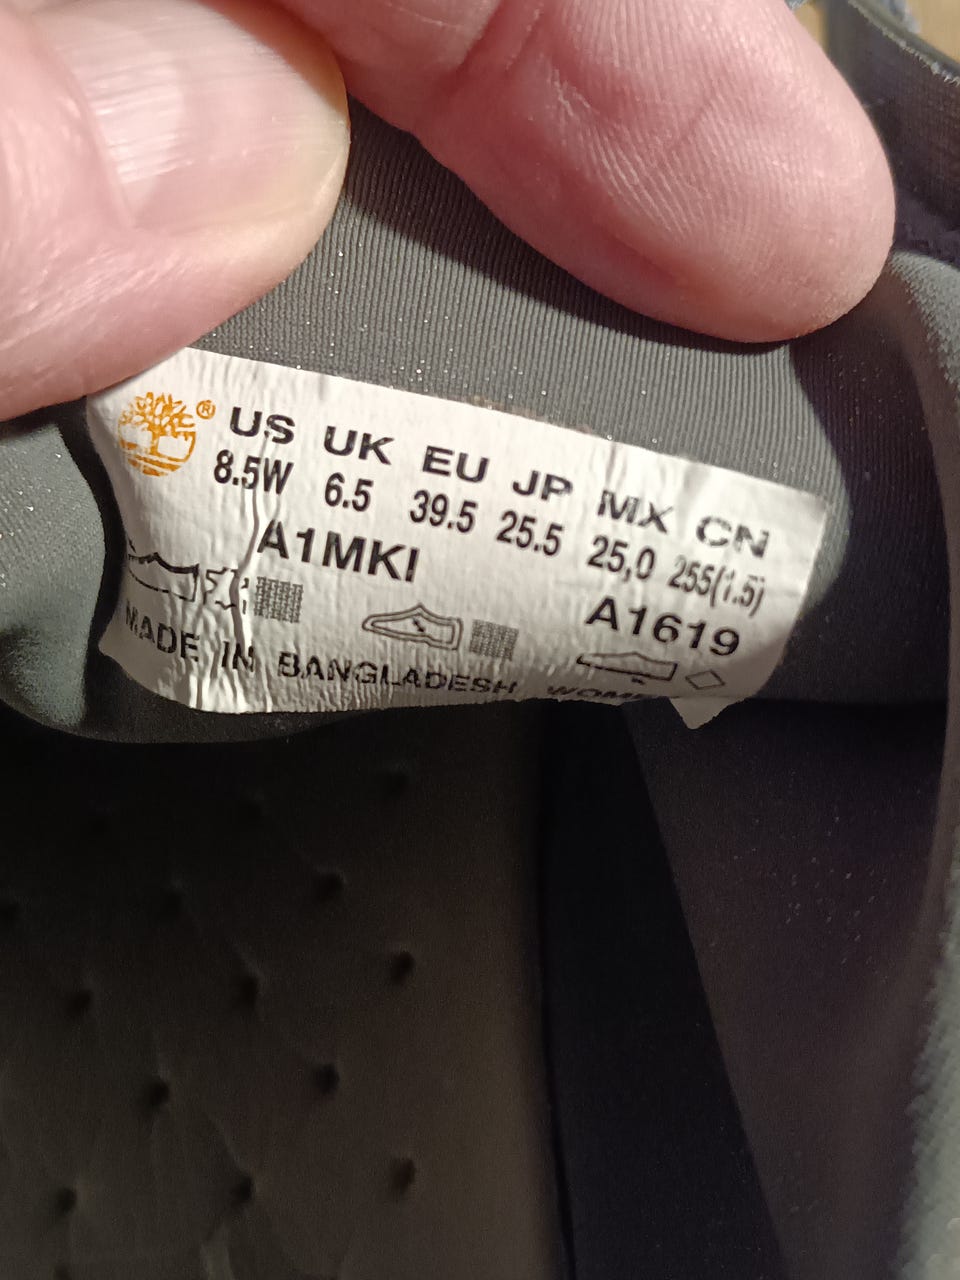 ® US UK EU JP MX CN
8.5W 6.5 39.5 25.5 25,0 255(1.5)
A1MKI A1619
MADE IN BANGLADESH